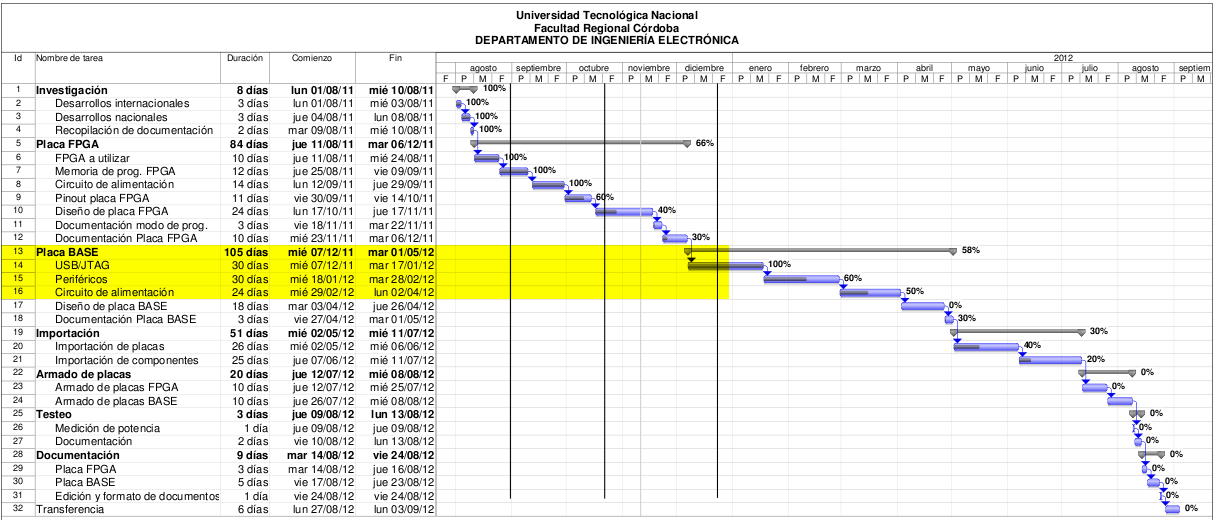 Universidad Tecnológica Nacional
Facultad Regional Córdoba
DEPARTAMENTO DE INGENIERÍA ELECTRÓNICA
Id Nombre de tarea Duración Comienzo Fin 2012
agosto septiembre octubre noviembre diciembre enero febrero marzo abril mayo junio julio agosto septiem
F P M F P M F P M F P M F P M F P M F P M F P M F P M F P M F P M F P M F P M F P M
1 Investigación 8 días lun 01/08/11 mié 10/08/11 100%
2 Desarrollos internacionales 3 días lun 01/08/11 mié 03/08/11 100%
3 Desarrollos nacionales 3 días jue 04/08/11 lun 08/08/11 100%
4 Recopilación de documentación 2 días mar 09/08/11 mié 10/08/11 100%
5 Placa FPGA 84 días jue 11/08/11 mar 06/12/11 66%
6 FPGA a utilizar 10 días jue 11/08/11 mié 24/08/11 100%
7 Memoria de prog. FPGA 12 días jue 25/08/11 vie 09/09/11 100%
8 Circuito de alimentación 14 días lun 12/09/11 jue 29/09/11 100%
9 Pinout placa FPGA 11 días vie 30/09/11 vie 14/10/11 60%
10 Diseño de placa FPGA 24 días lun 17/10/11 jue 17/11/11 40%
11 Documentación modo de prog. 3 días vie 18/11/11 mar 22/11/11 0%
12 Documentación Placa FPGA 10 días mié 23/11/11 mar 06/12/11 30%
13 Placa BASE 105 días mié 07/12/11 mar 01/05/12 58%
14 USB/JTAG 30 días mié 07/12/11 mar 17/01/12 100%
15 Periféricos 30 días mié 18/01/12 mar 28/02/12 60%
16 Circuito de alimentación 24 días mié 29/02/12 lun 02/04/12 50%
17 Diseño de placa BASE 18 días mar 03/04/12 jue 26/04/12 0%
18 Documentación Placa BASE 3 días vie 27/04/12 mar 01/05/12 30%
19 Importación 51 días mié 02/05/12 mié 11/07/12 30%
20 Importación de placas 26 días mié 02/05/12 mié 06/06/12 40%
21 Importación de componentes 25 días jue 07/06/12 mié 11/07/12 20%
22 Armado de placas 20 días jue 12/07/12 mié 08/08/12 0%
23 Armado de placas FPGA 10 días jue 12/07/12 mié 25/07/12 0%
24 Armado de placas BASE 10 días jue 26/07/12 mié 08/08/12 0%
25 Testeo 3 días jue 09/08/12 lun 13/08/12 0%
26 Medición de potencia 1 día jue 09/08/12 jue 09/08/12 0%
27 Documentación 2 días vie 10/08/12 lun 13/08/12 0%
28 Documentación 9 días mar 14/08/12 vie 24/08/12 0%
29 Placa FPGA 3 días mar 14/08/12 jue 16/08/12 0%
30 Placa BASE 5 días vie 17/08/12 jue 23/08/12 0%
31 Edición y formato de documentos 1 día vie 24/08/12 vie 24/08/12 0%
32 Transferencia 6 días lun 27/08/12 lun 03/09/12 0%